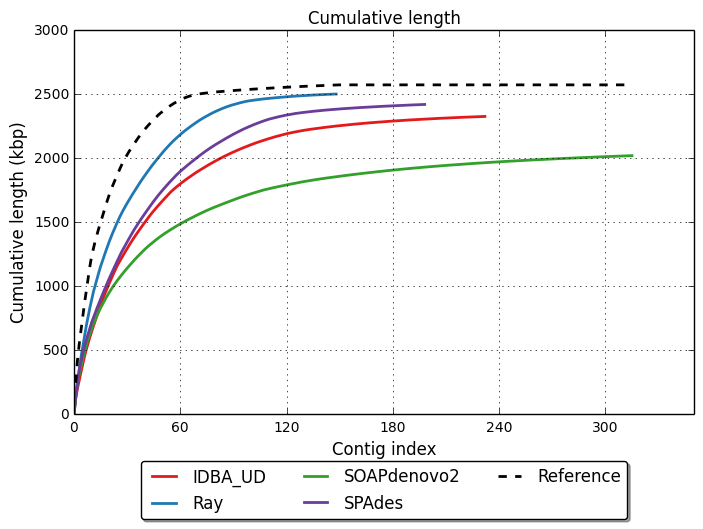 Cumulative length
3000
2500
2000
1500
1000
500
0
Cumulative length (kbp)
0 60 120 180 240 300
Contig index
IDBA_UD SOAPdenovo2 Reference
Ray SPAdes